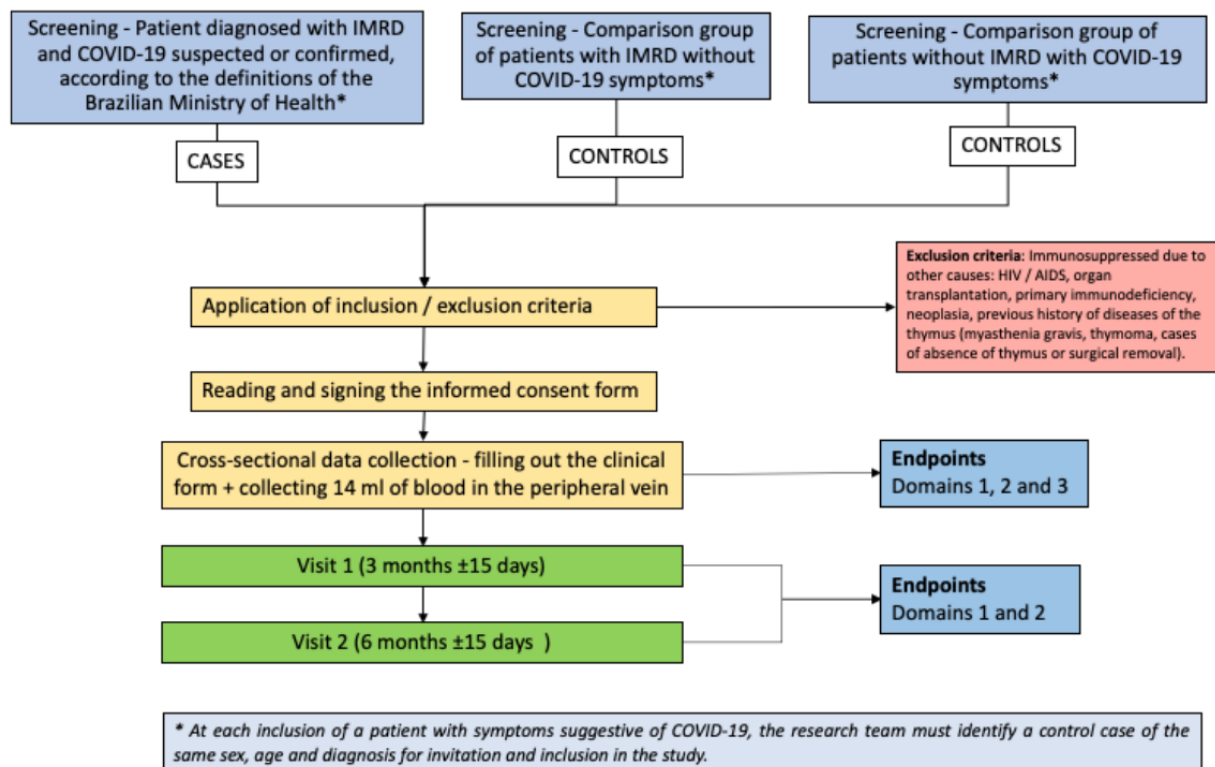 Screening - Patient diagnosed with IMRD
and COVID-19 suspected or confirmed,
according to the definitions of the
Brazilian Ministry of Health*
Screening - Comparison group
of patients with IMRD without
COVID-19 symptoms*
Screening - Comparison group of
patients without IMRD with COVID-19
symptoms*
CASES
CONTROLS
CONTROLS
Application of inclusion / exclusion criteria
Exclusion criteria: Immunosuppressed due to
other causes: HIV / AIDS, organ
transplantation, primary immunodeficiency,
neoplasia, previous history of diseases of the
thymus (myasthenia gravis, thymoma, cases
of absence of thymus or surgical removal).
Reading and signing the informed consent form
Cross-sectional data collection - filling out the clinical
form + collecting 14 ml of blood in the peripheral vein
Endpoints
Domains 1, 2 and 3
Visit 1 (3 months ±15 days)
Visit 2 (6 months ±15 days )
Endpoints
Domains 1 and 2
* At each inclusion of a patient with symptoms suggestive of COVID-19, the research team must identify a control case of the
same sex, age and diagnosis for invitation and inclusion in the study.